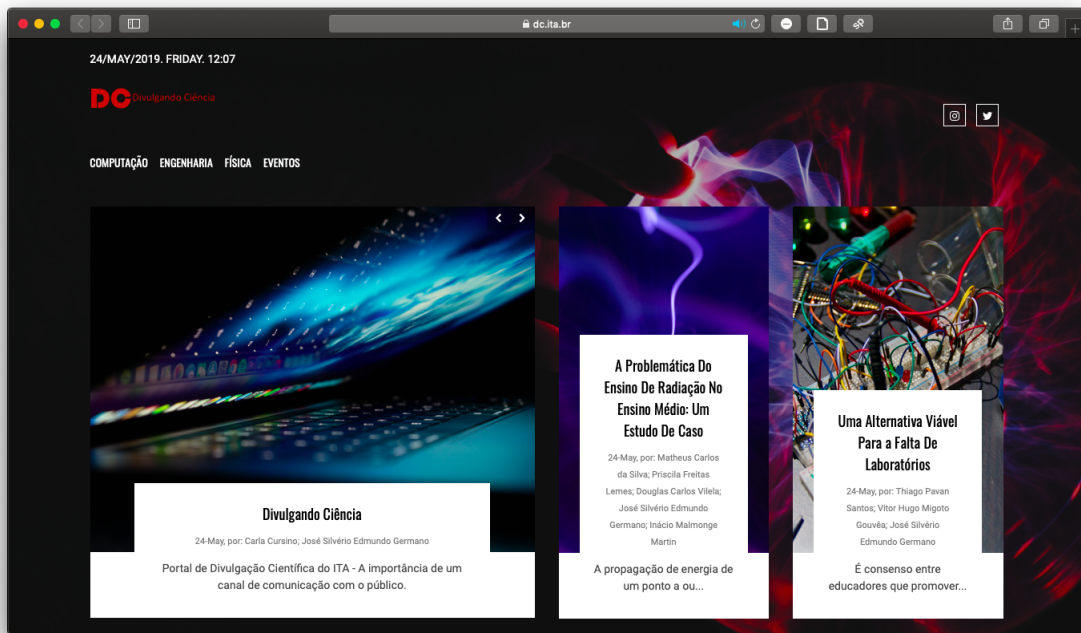 dc.ita.br
24/MAY/2019. FRIDAY. 12:07
DC Divulgando Ciência
COMPUTAÇÃO ENGENHARIA FÍSICA EVENTOS
Divulgando Ciência
24-May, por: Carla Cursino; José Silvério Edmundo Germano
Portal de Divulgação Científica do ITA - A importância de um
canal de comunicação com o público.
A Problemática Do
Ensino De Radiação No
Ensino Médio: Um
Estudo De Caso
24-May, por: Matheus Carlos
da Silva; Priscila Freitas
Lemes; Douglas Carlos Vilela;
José Silvério Edmundo
Germano; Inácio Malmonge
Martin
A propagação de energia de
um ponto a ou...
Uma Alternativa Viável
Para a Falta De
Laboratórios
24-May, por: Thiago Pavan
Santos; Vitor Hugo Migoto
Gouvêa; José Silvério
Edmundo Germano
É consenso entre
educadores que promover...